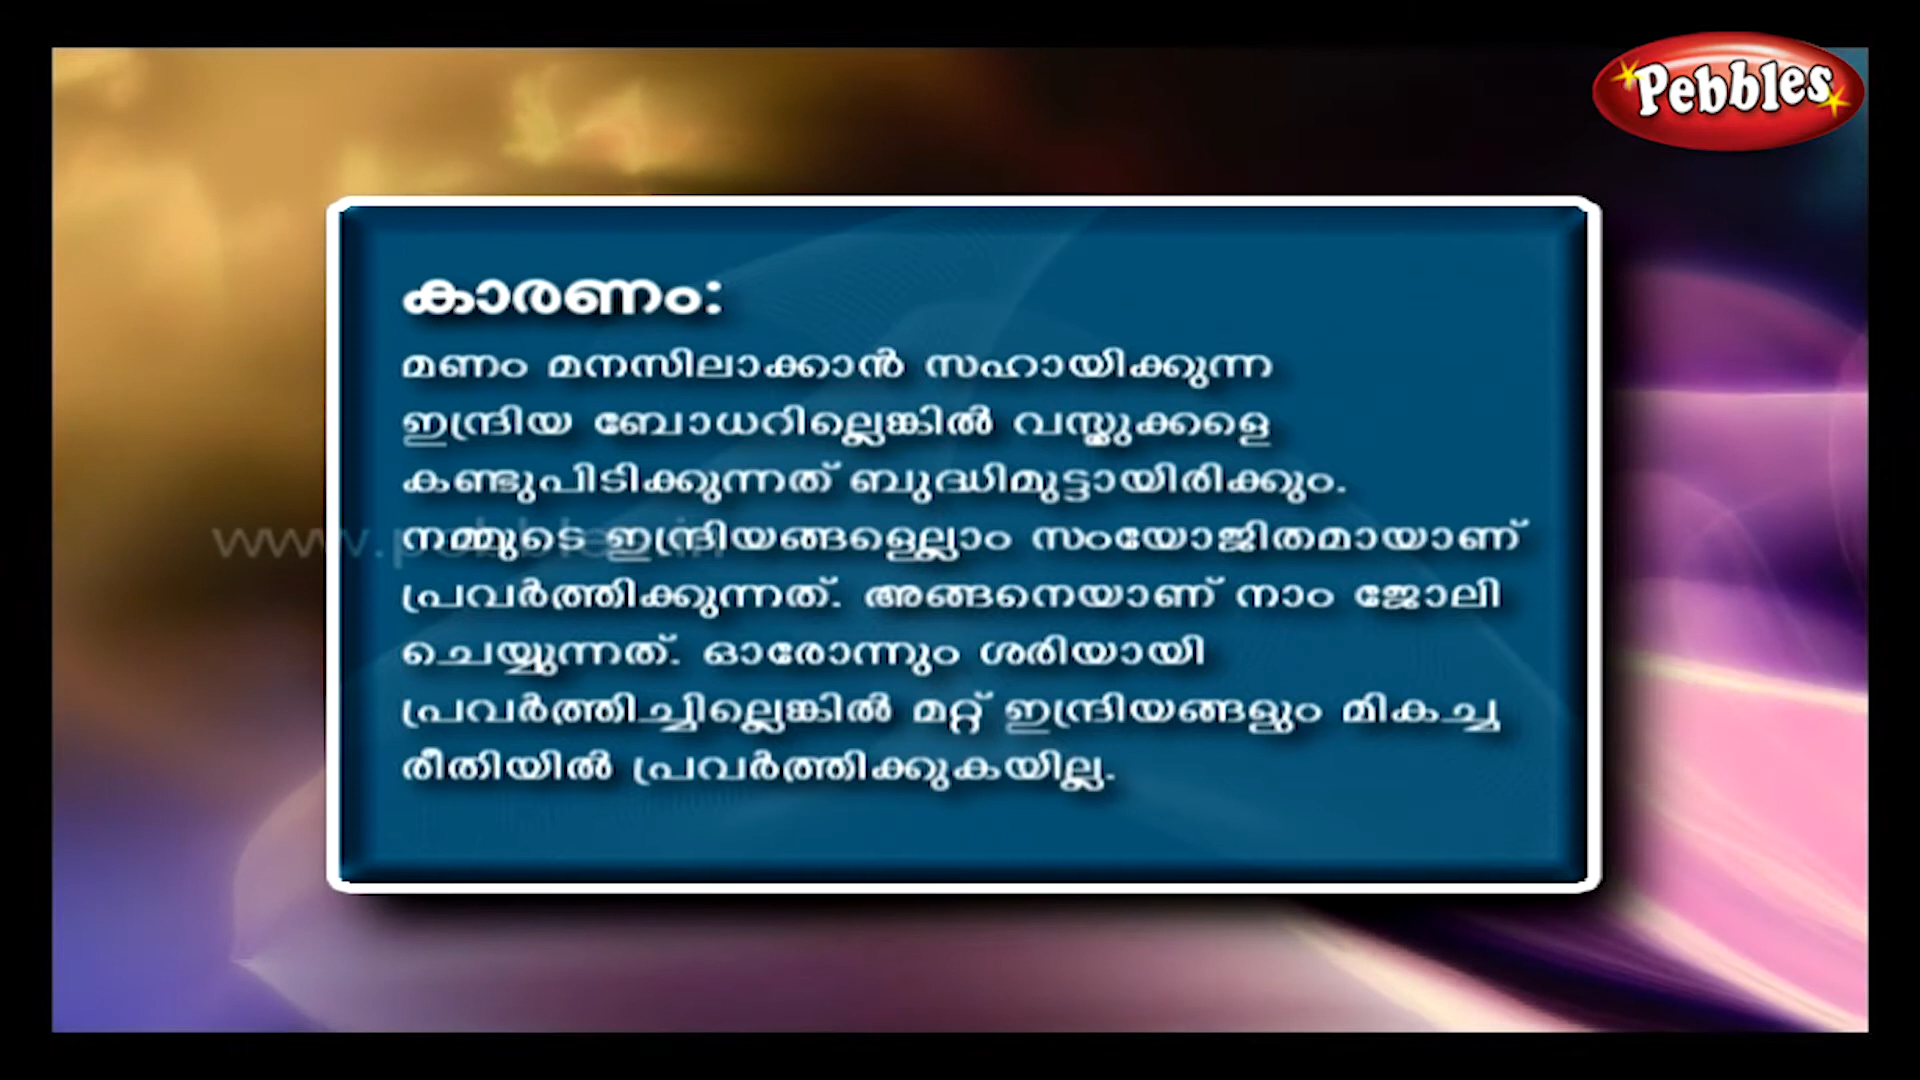 Pebbles
കാരണം:
മണം മനസിലാക്കാൻ സഹായിക്കുന്ന
ഇന്ദ്രിയ ബോധറില്ലെങ്കിൽ വസ്തുക്കളെ
കണ്ടുപിടിക്കുന്നത് ബുദ്ധിമുട്ടായിരിക്കും.
നമ്മുടെ ഇന്ദ്രിയങ്ങളെല്ലാം സംയോജിതമായാണ്
പ്രവർത്തിക്കുന്നത്. അങ്ങനെയാണ് നാം ജോലി
ചെയ്യുന്നത്. ഓരോന്നും ശരിയായി
പ്രവർത്തിച്ചില്ലെങ്കിൽ മറ്റ് ഇന്ദ്രിയങ്ങളും മികച്ച
രീതിയിൽ പ്രവർത്തിക്കുകയില്ല.